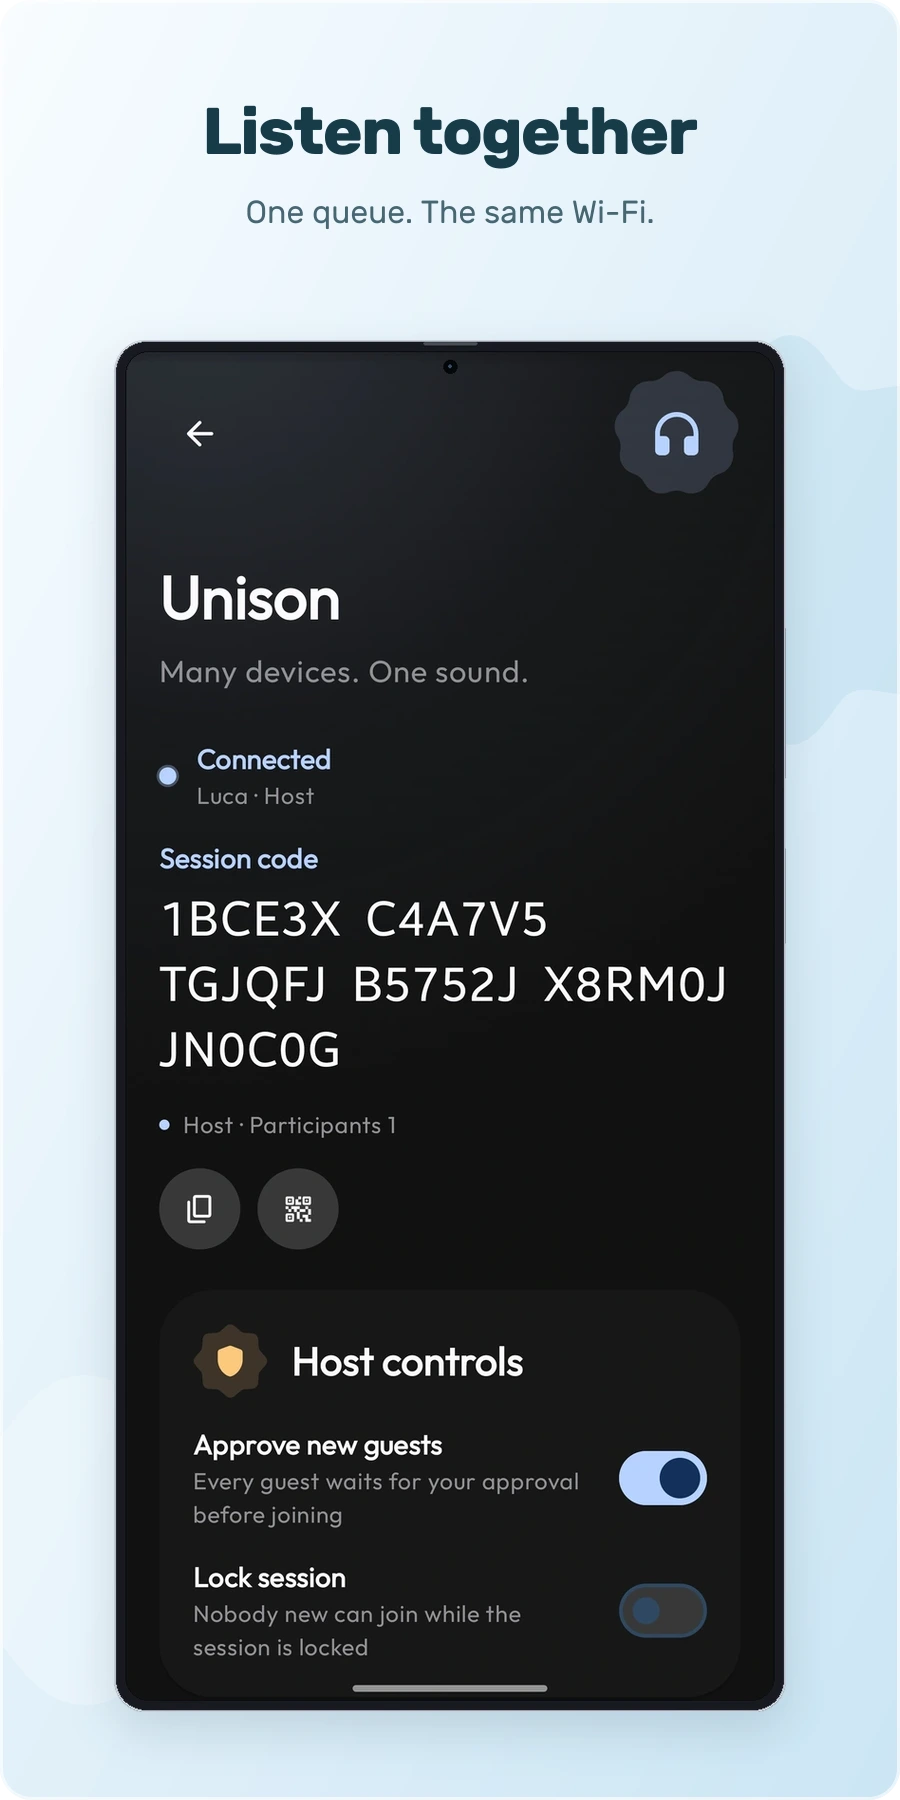 Listen together
One queue. The same Wi-Fi.
Unison
Many devices. One sound.
Connected
Luca · Host
Session code
1BCE3X C4A7V5
TGJQFJ B5752J X8RM0J
JN0C0G
Host · Participants 1
Host controls
Approve new guests
Every guest waits for your approval
before joining
Lock session
Nobody new can join while the
session is locked